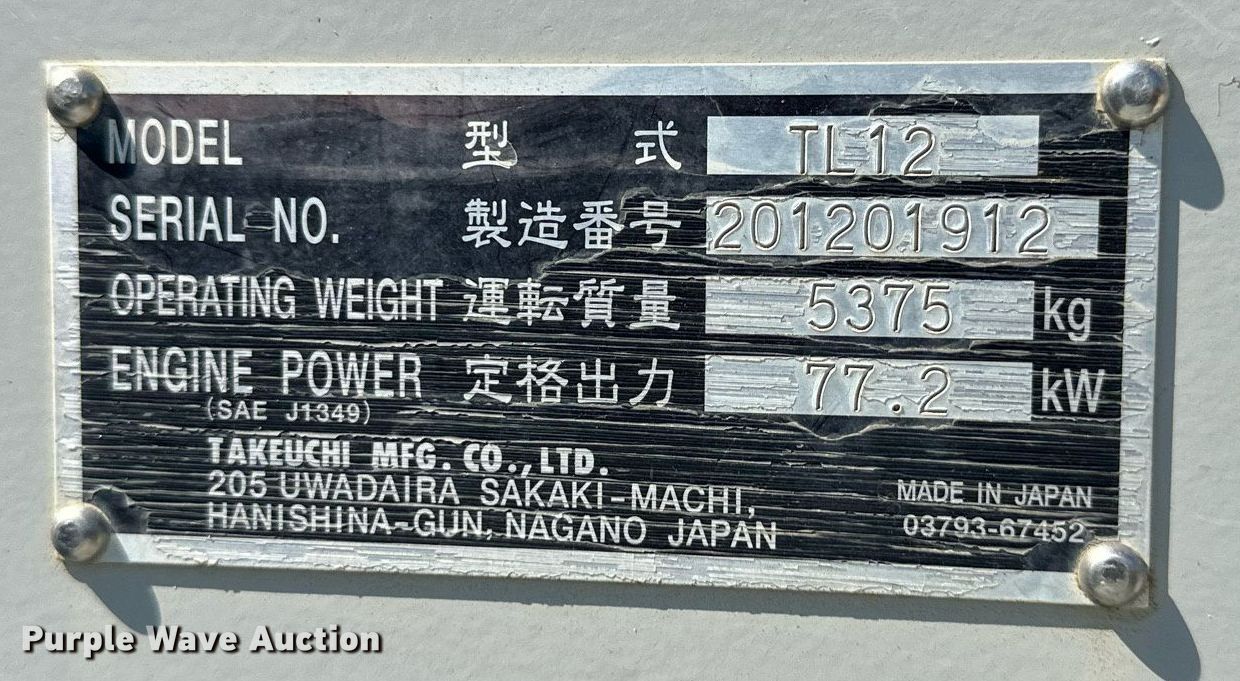 MODEL 型式 TL12
SERIAL NO. 製造番号 201201912
OPERATING WEIGHT 運転質量 5375 kg
ENGINE POWER 定格出力 77.2 kW
(SAE J1349)
TAKEUCHI MFG. CO., LTD.
205 UWADAIRA SAKAKI-MACHI,
HANISHINA-GUN, NAGANO JAPAN
MADE IN JAPAN
03793-67452
Purple Wave Auction